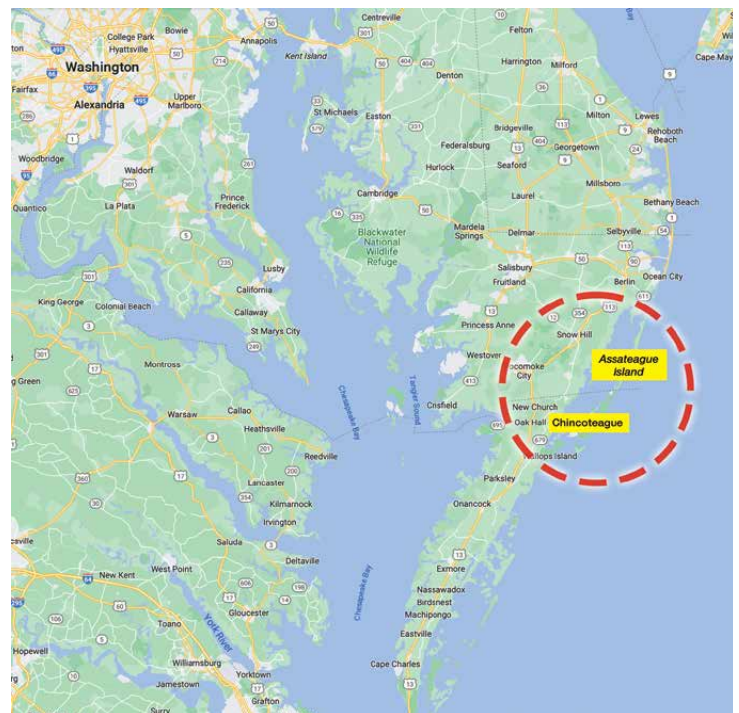 Centreville
Felton
Bowie
College Park
Hyattsville
Annapolis
Kent Island
Harrington
Milford
Washington
Denton
Cape May
Fairfax
Alexandria
Upper
Marlboro
St Michaels
Easton
Milton
Lewes
Rehoboth
Beach
Bridgeville
Federalsburg
Georgetown
Woodbridge
Seaford
Waldorf
Hurlock
Millsboro
Prince
Frederick
Cambridge
Laurel
Quantico
La Plata
Bethany Beach
Blackwater
National
Wildlife
Refuge
Mardela
Springs
Delmar
Selbyville
Lusby
Salisbury
Ocean City
Berlin
Fruitland
King George
Colonial Beach
California
Callaway
St Marys City
Princess Anne
Snow Hill
Westover
Assateague
Island
Montross
ocomoke
City
Chesapeake Bay
Tangier Sound
Crisfield
New Church
Chincoteague
Oak Hall
Warsaw
Callao
Heathsville
Reedville
allops Island
Parksley
Lancaster
Kilmarnock
Onancock
Irvington
Saluda
Deltaville
Exmore
West Point
New Kent
Chesapeake Bay
Nassawadox
Birdsnest
Machipongo
Gloucester
Toano
York River
Eastville
Hopewell
Williamsburg
Yorktown
Cape Charles
Jamestown
Grafton
Surry